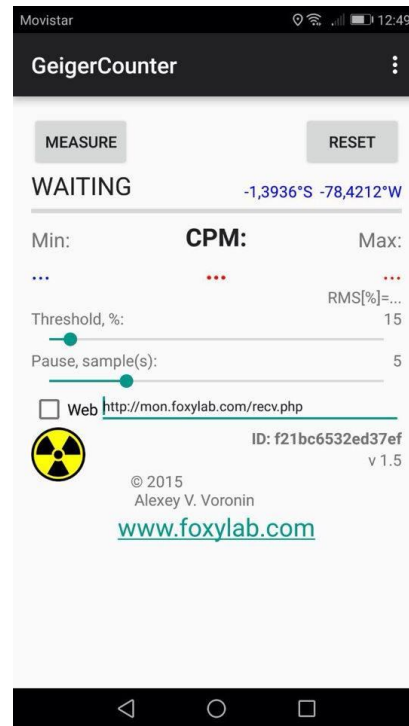 Movistar 12:49
GeigerCounter
MEASURE RESET
WAITING -1,3936°S -78,4212°W
Min: CPM: Max:
... ... ...
RMS[%]=...
Threshold, %: 15
Pause, sample(s): 5
Web http://mon.foxylab.com/recv.php
ID: f21bc6532ed37ef
v 1.5
© 2015
Alexey V. Voronin
www.foxylab.com